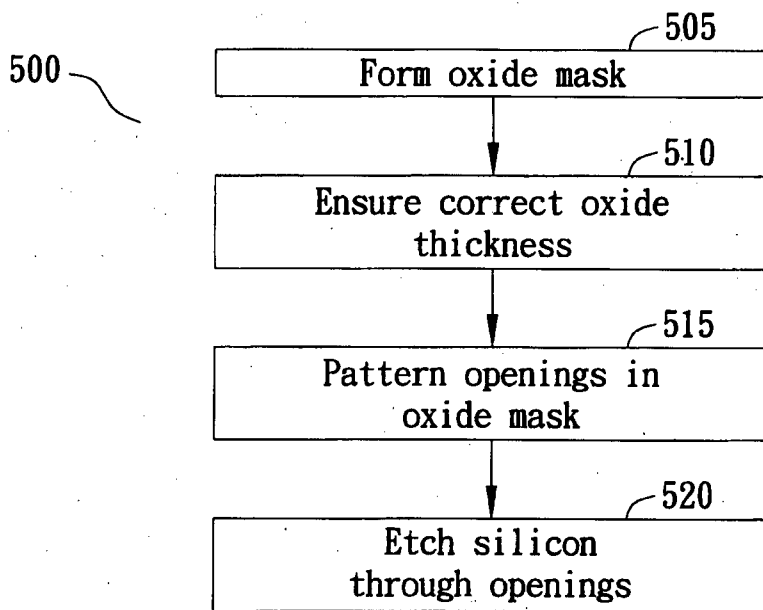 505
500
Form oxide mask
510
Ensure correct oxide
thickness
515
Pattern openings in
oxide mask
520
Etch silicon
through openings